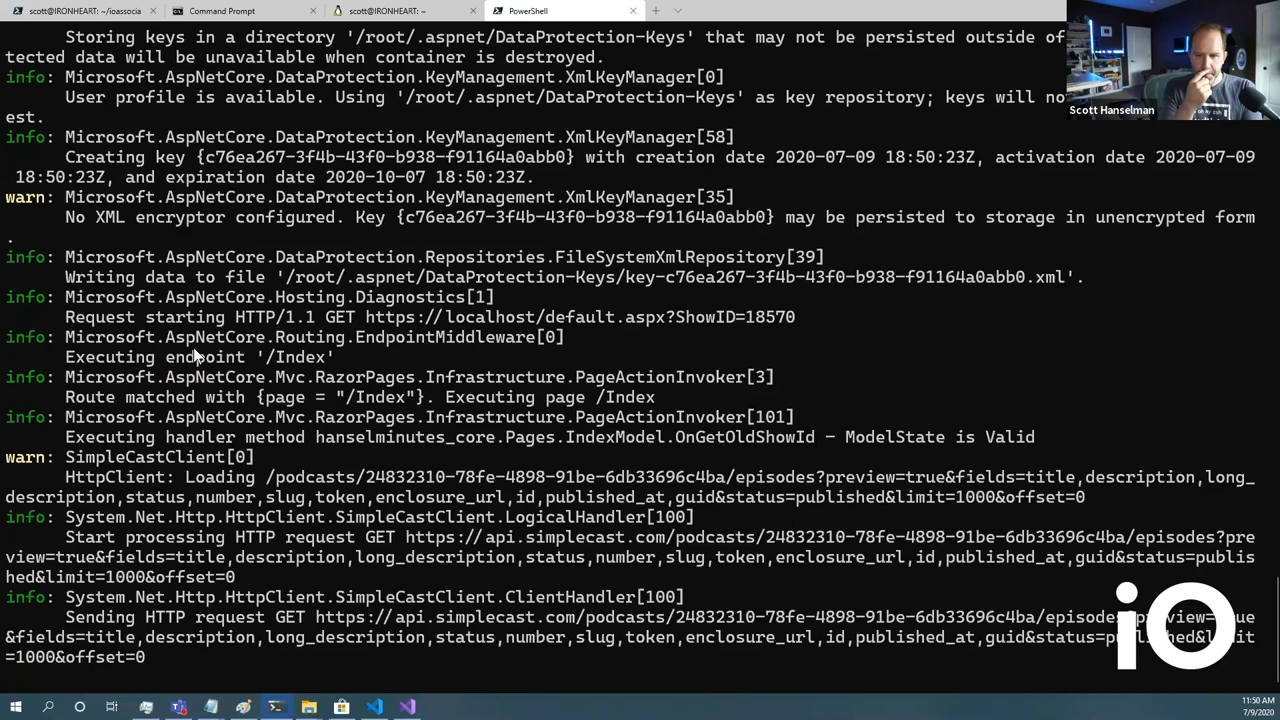 scott@IRONHEART: ~/ioassocia
Command Prompt
scott@IRONHEART: ~
PowerShell
Storing keys in a directory '/root/.aspnet/DataProtection-Keys' that may not be persisted outside of
tected data will be unavailable when container is destroyed.
info: Microsoft.AspNetCore.DataProtection.KeyManagement.XmlKeyManager[0]
User profile is available. Using '/root/.aspnet/DataProtection-Keys' as key repository; keys will no
est.
info: Microsoft.AspNetCore.DataProtection.KeyManagement.XmlKeyManager[58]
Creating key {c76ea267-3f4b-43f0-b938-f91164a0abb0} with creation date 2020-07-09 18:50:23Z, activation date 2020-07-09
18:50:23Z, and expiration date 2020-10-07 18:50:23Z.
warn: Microsoft.AspNetCore.DataProtection.KeyManagement.XmlKeyManager[35]
No XML encryptor configured. Key {c76ea267-3f4b-43f0-b938-f91164a0abb0} may be persisted to storage in unencrypted form
.
info: Microsoft.AspNetCore.DataProtection.Repositories.FileSystemXmlRepository[39]
Writing data to file '/root/.aspnet/DataProtection-Keys/key-c76ea267-3f4b-43f0-b938-f91164a0abb0.xml'.
info: Microsoft.AspNetCore.Hosting.Diagnostics[1]
Request starting HTTP/1.1 GET https://localhost/default.aspx?ShowID=18570
info: Microsoft.AspNetCore.Routing.EndpointMiddleware[0]
Executing endpoint '/Index'
info: Microsoft.AspNetCore.Mvc.RazorPages.Infrastructure.PageActionInvoker[3]
Route matched with {page = "/Index"}. Executing page /Index
info: Microsoft.AspNetCore.Mvc.RazorPages.Infrastructure.PageActionInvoker[101]
Executing handler method hanselminutes_core.Pages.IndexModel.OnGetOldShowId - ModelState is Valid
warn: SimpleCastClient[0]
HttpClient: Loading /podcasts/24832310-78fe-4898-91be-6db33696c4ba/episodes?preview=true&fields=title,description,long_
description,status,number,slug,token,enclosure_url,id,published_at,guid&status=published&limit=1000&offset=0
info: System.Net.Http.HttpClient.SimpleCastClient.LogicalHandler[100]
Start processing HTTP request GET https://api.simplecast.com/podcasts/24832310-78fe-4898-91be-6db33696c4ba/episodes?pre
view=true&fields=title,description,long_description,status,number,slug,token,enclosure_url,id,published_at,guid&status=publis
hed&limit=1000&offset=0
info: System.Net.Http.HttpClient.SimpleCastClient.ClientHandler[100]
Sending HTTP request GET https://api.simplecast.com/podcasts/24832310-78fe-4898-91be-6db33696c4ba/episodes?preview=true
&fields=title,description,long_description,status,number,slug,token,enclosure_url,id,published_at,guid&status=published&limit
=1000&offset=0
Scott Hanselman
iO
11:50 AM
7/9/2020